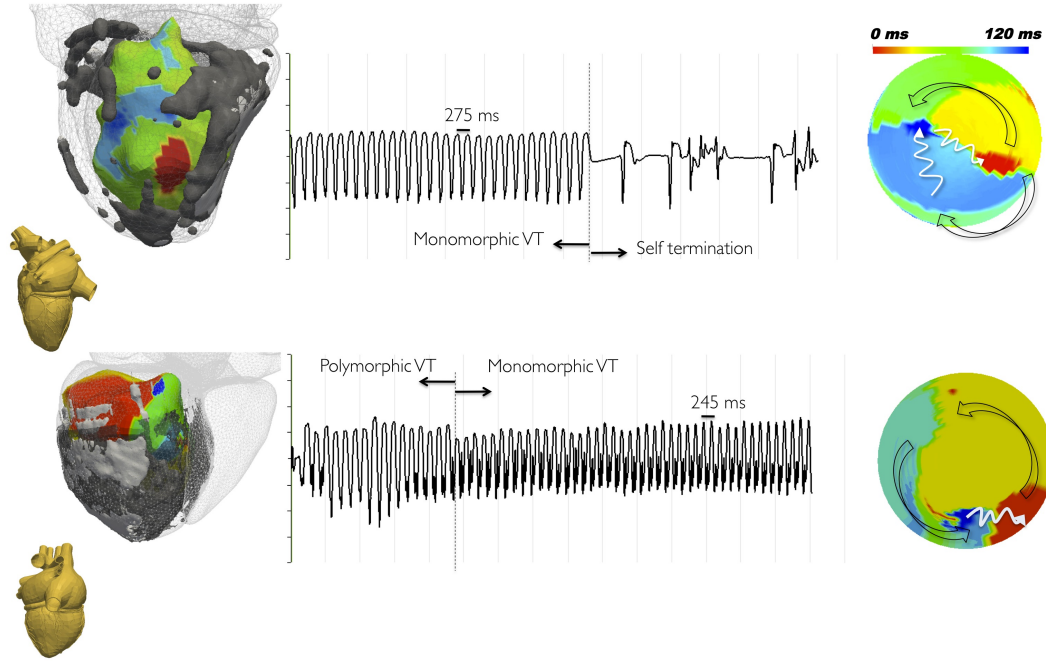 0 ms 120 ms
275 ms
Monomorphic VT
Self termination
Polymorphic VT Monomorphic VT
245 ms